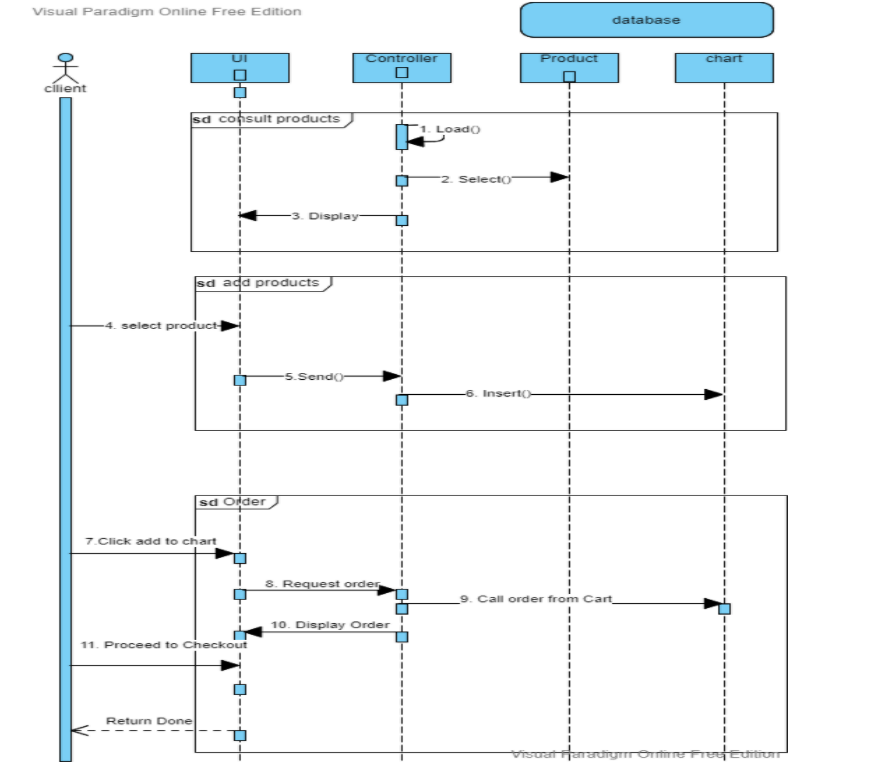 Visual Paradigm Online Free Edition
database
UI
Controller
Product
chart
cllient
sd consult products
1. Load()
2. Select()
3. Display
sd add products
4. select product
5.Send()
6. Insert()
sd Order
7.Click add to chart
8. Request order
9. Call order from Cart
10. Display Order
11. Proceed to Checkout
Return Done
Visual Paradigm Online Free Edition